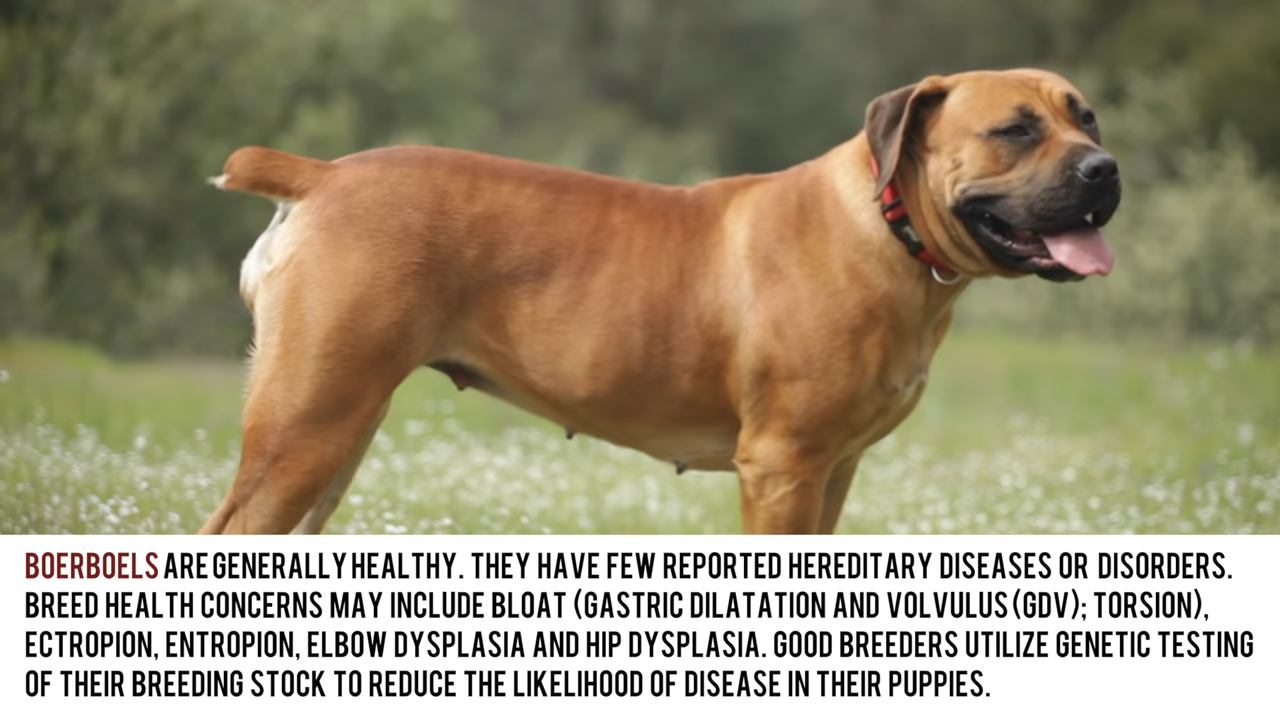 BOERBOELS ARE GENERALLY HEALTHY. THEY HAVE FEW REPORTED HEREDITARY DISEASES OR DISORDERS.
BREED HEALTH CONCERNS MAY INCLUDE BLOAT (GASTRIC DILATATION AND VOLVULUS (GDV); TORSION),
ECTROPION, ENTROPION, ELBOW DYSPLASIA AND HIP DYSPLASIA. GOOD BREEDERS UTILIZE GENETIC TESTING
OF THEIR BREEDING STOCK TO REDUCE THE LIKELIHOOD OF DISEASE IN THEIR PUPPIES.